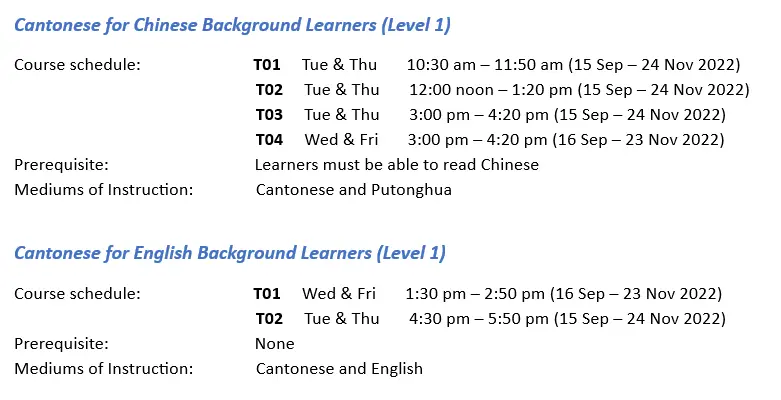 Cantonese for Chinese Background Learners (Level 1)
Course schedule: T01 Tue & Thu 10:30 am – 11:50 am (15 Sep – 24 Nov 2022)
T02 Tue & Thu 12:00 noon – 1:20 pm (15 Sep – 24 Nov 2022)
T03 Tue & Thu 3:00 pm – 4:20 pm (15 Sep – 24 Nov 2022)
T04 Wed & Fri 3:00 pm – 4:20 pm (16 Sep – 23 Nov 2022)
Prerequisite: Learners must be able to read Chinese
Mediums of Instruction: Cantonese and Putonghua
Cantonese for English Background Learners (Level 1)
Course schedule: T01 Wed & Fri 1:30 pm – 2:50 pm (16 Sep – 23 Nov 2022)
T02 Tue & Thu 4:30 pm – 5:50 pm (15 Sep – 24 Nov 2022)
Prerequisite: None
Mediums of Instruction: Cantonese and English